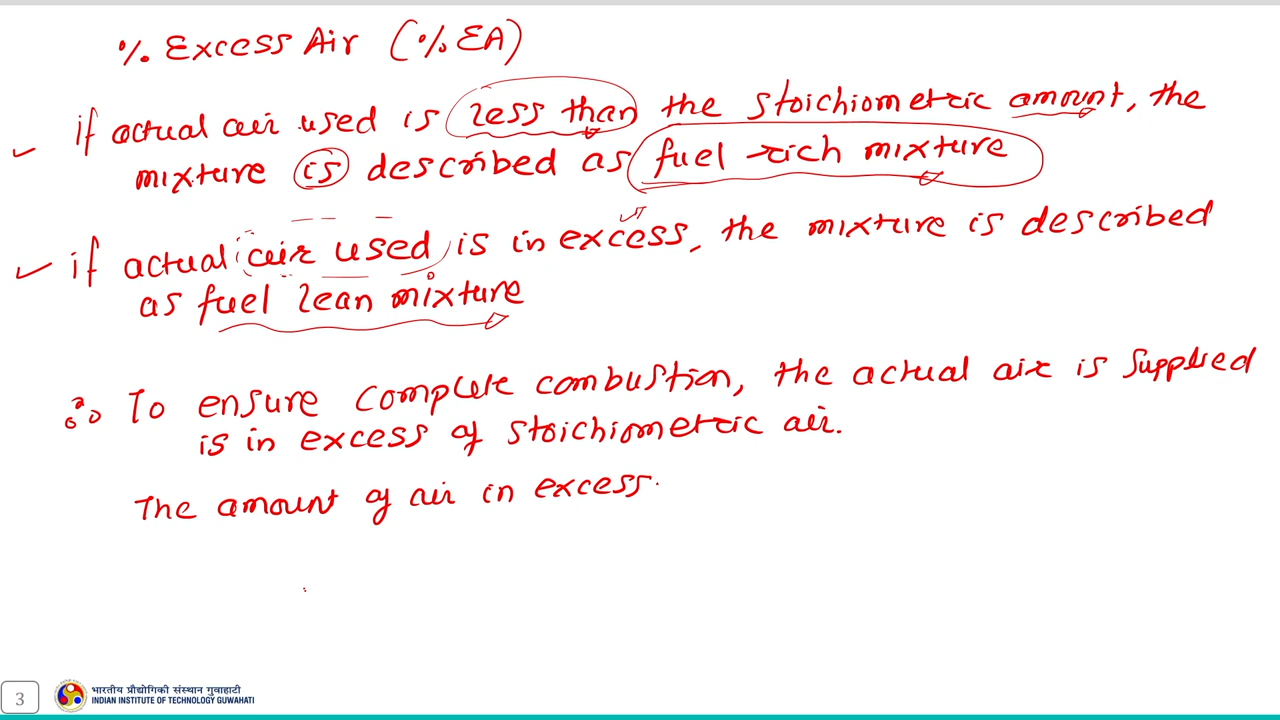 % Excess Air (% EA)
if actual air used is less than the stoichiometric amount, the
mixture is described as fuel rich mixture
if actual air used is in excess, the mixture is described
as fuel lean mixture
∴ To ensure complete combustion, the actual air is supplied
is in excess of stoichiometric air.
The amount of air in excess.
3
भारतीय प्रौद्योगिकी संस्थान गुवाहाटी
INDIAN INSTITUTE OF TECHNOLOGY GUWAHATI